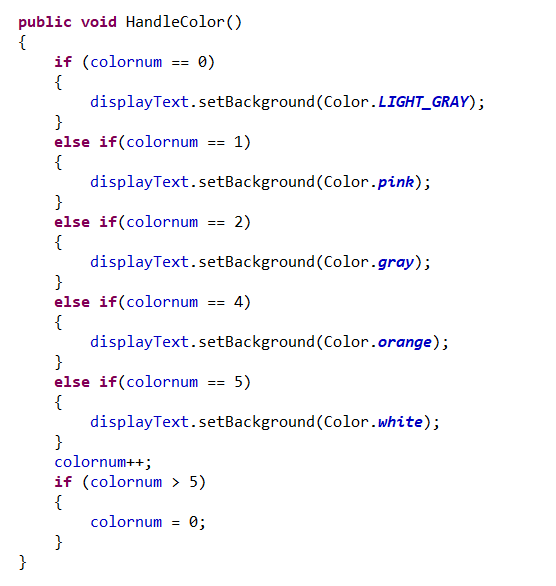 public void HandleColor()
{
    if (colornum == 0)
    {
        displayText.setBackground(Color.LIGHT_GRAY);
    }
    else if(colornum == 1)
    {
        displayText.setBackground(Color.pink);
    }
    else if(colornum == 2)
    {
        displayText.setBackground(Color.gray);
    }
    else if(colornum == 4)
    {
        displayText.setBackground(Color.orange);
    }
    else if(colornum == 5)
    {
        displayText.setBackground(Color.white);
    }
    colornum++;
    if (colornum > 5)
    {
        colornum = 0;
    }
}